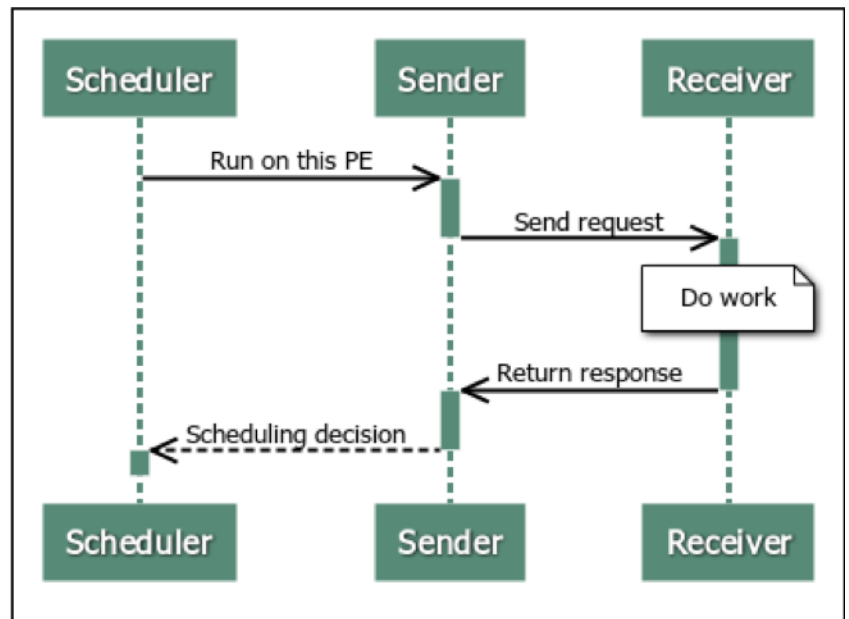 Scheduler
Sender
Receiver
Run on this PE
Send request
Do work
Return response
Scheduling decision
Scheduler
Sender
Receiver